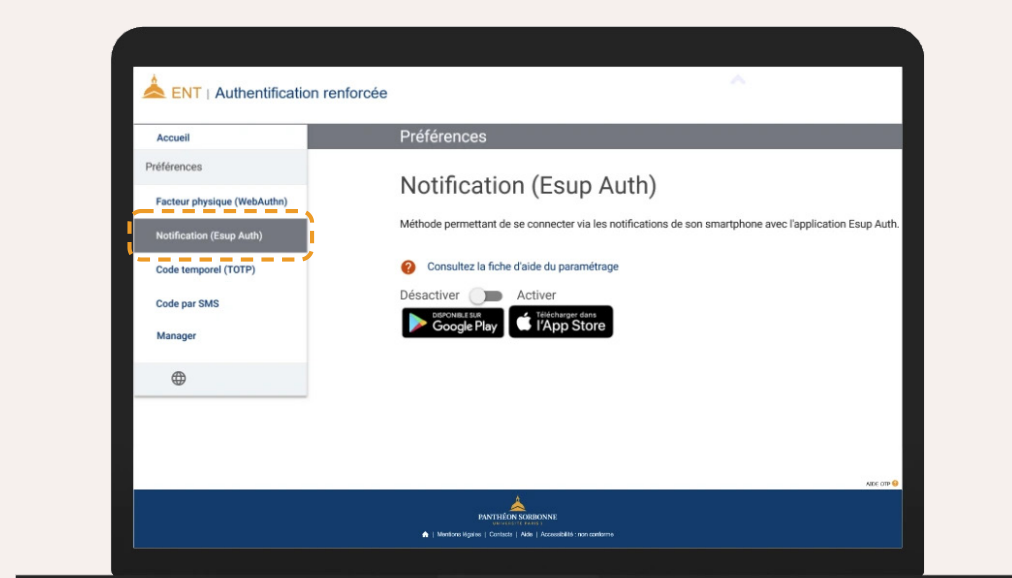 ENT | Authentification renforcée
Accueil
Préférences
Facteur physique (WebAuthn)
Notification (Esup Auth)
Code temporel (TOTP)
Code par SMS
Manager
Préférences
Notification (Esup Auth)
Méthode permettant de se connecter via les notifications de son smartphone avec l'application Esup Auth.
? Consultez la fiche d'aide du paramétrage
Désactiver Activer
DISPONIBLE SUR
Google Play
Télécharger dans
l'App Store
AIDE OTP ?
PANTHÉON SORBONNE
UNIVERSITÉ PARIS 1
| Mentions légales | Contacts | Aide | Accessibilité : non conforme